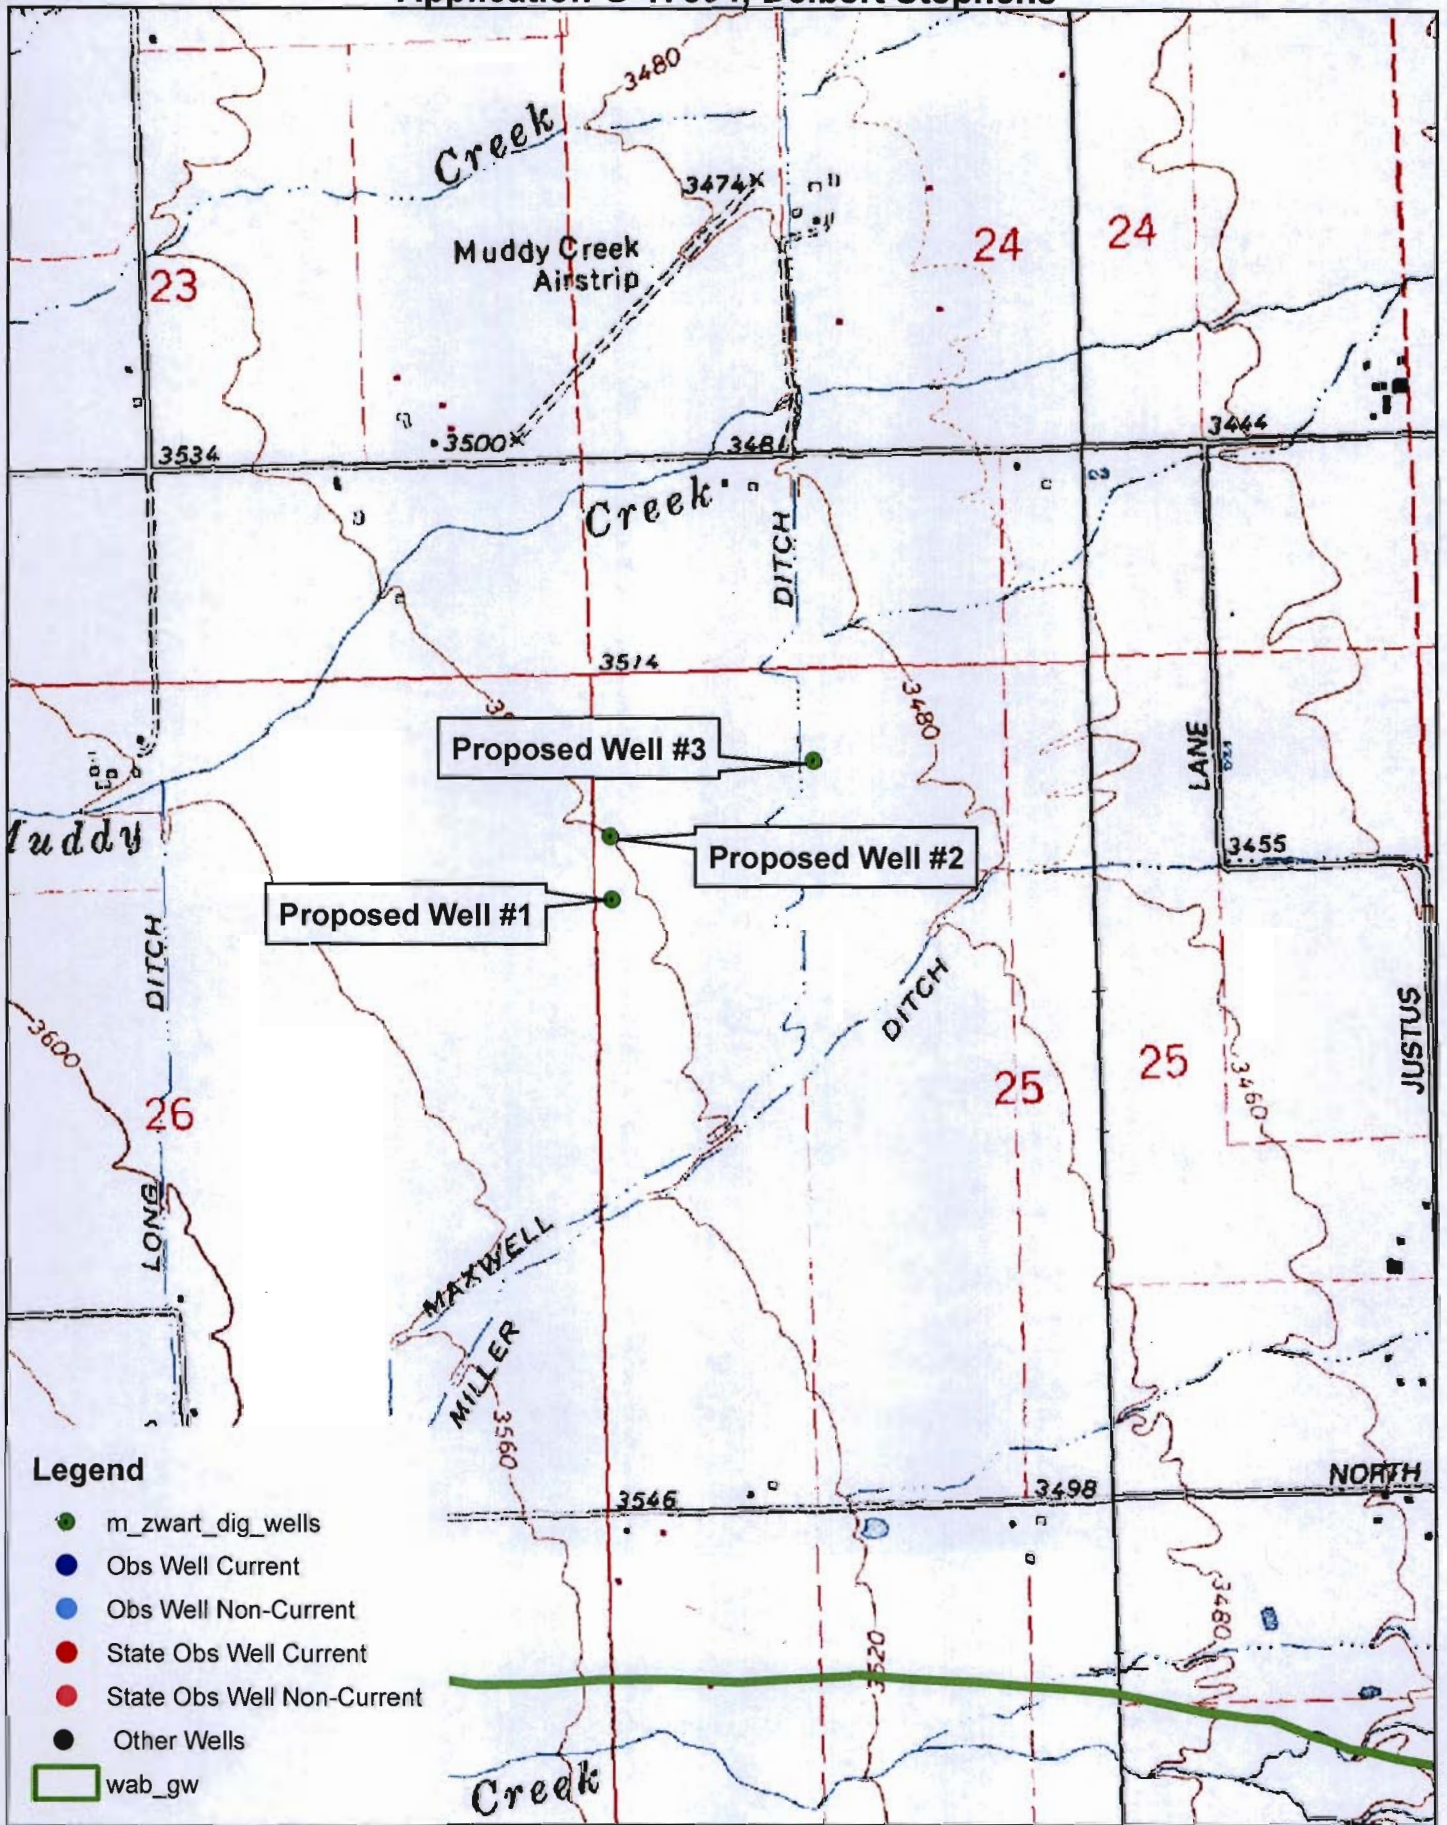 3480
Creek
3474
Muddy Creek
Airstrip
24
24
23
3444
3500
3481
3534
Creek
DITCH
3514
3480
Proposed Well #3
LANE
Muddy
Proposed Well #2
3455
Proposed Well #1
DITCH
DITCH
JUSTUS
3600
25
25
3460
26
LONG
MAXWELL
MILLER
3560
Legend
NORTH
3546
3498
m_zwart_dig_wells
Obs Well Current
Obs Well Non-Current
3480
State Obs Well Current
3520
State Obs Well Non-Current
Other Wells
wab_gw
Creek